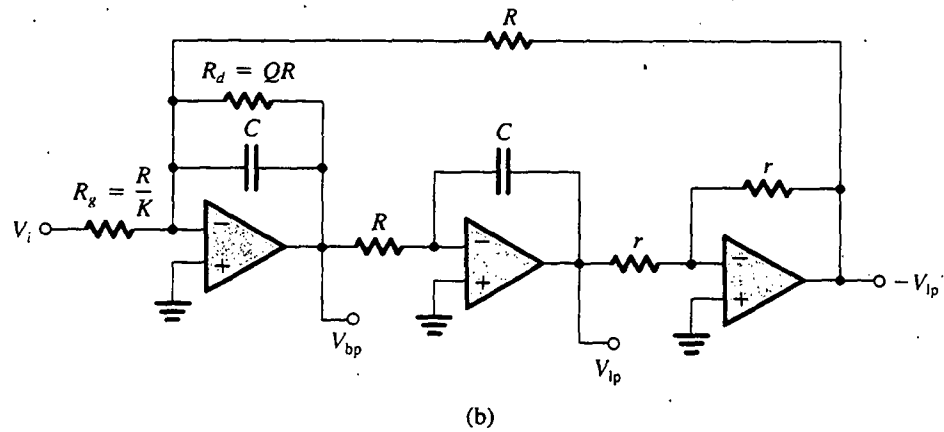 R
R_d = QR
C
C
R_g = R/K
r
V_i
R
r
−
+
−
+
−
+
−V_lp
V_bp
V_lp
(b)